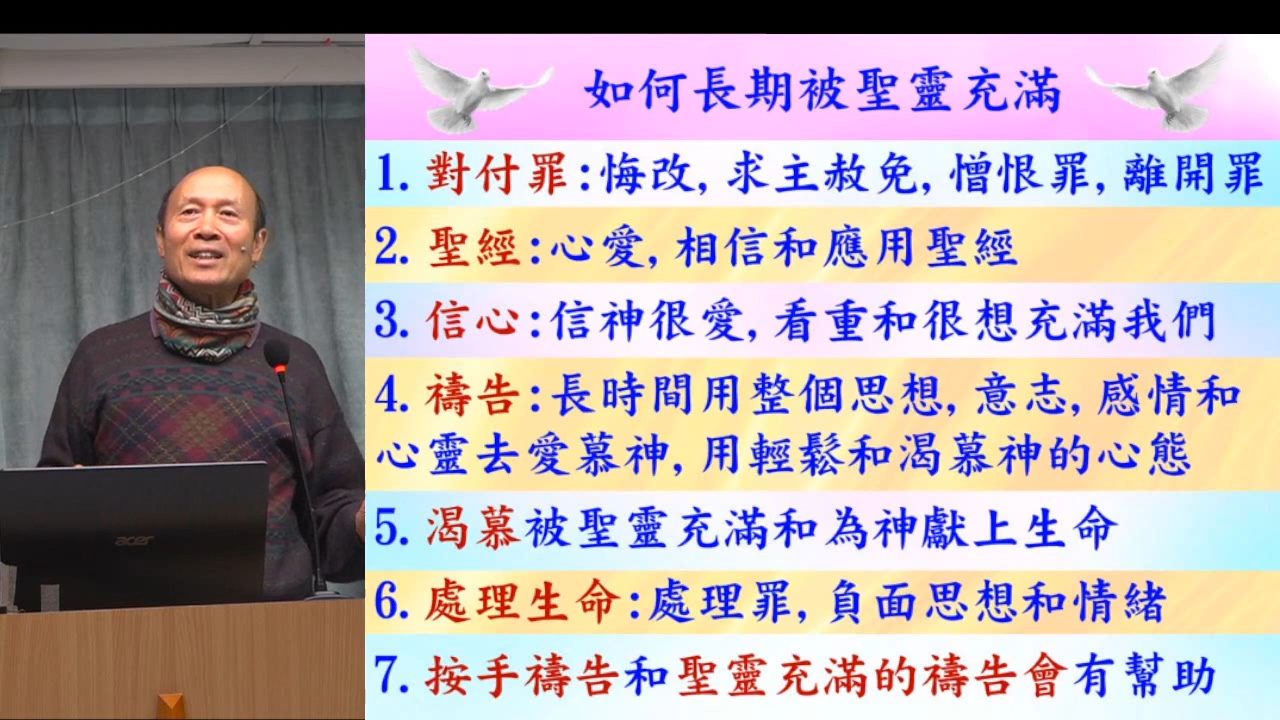 如何長期被聖靈充滿
1. 對付罪:悔改,求主赦免,憎恨罪,離開罪
2. 聖經:心愛,相信和應用聖經
3. 信心:信神很愛,看重和很想充滿我們
4. 禱告:長時間用整個思想,意志,感情和
心靈去愛慕神,用輕鬆和渴慕神的心態
5. 渴慕被聖靈充滿和為神獻上生命
6. 處理生命:處理罪,負面思想和情緒
7. 按手禱告和聖靈充滿的禱告會有幫助
acer